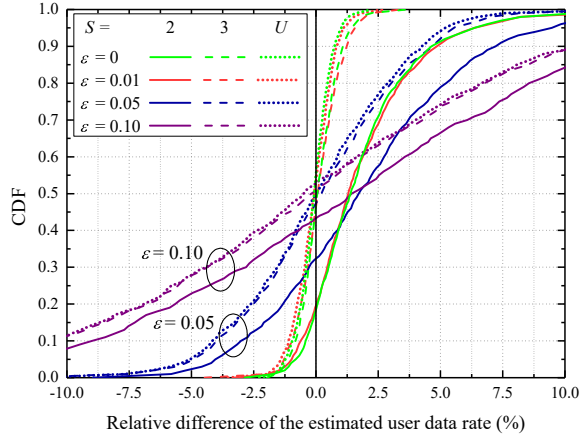 S = 2 3 U
ε = 0
ε = 0.01
ε = 0.05
ε = 0.10
1.0
0.9
0.8
0.7
0.6
0.5
0.4
0.3
0.2
0.1
0.0
CDF
ε = 0.10
ε = 0.05
-10.0 -7.5 -5.0 -2.5 0.0 2.5 5.0 7.5 10.0
Relative difference of the estimated user data rate (%)